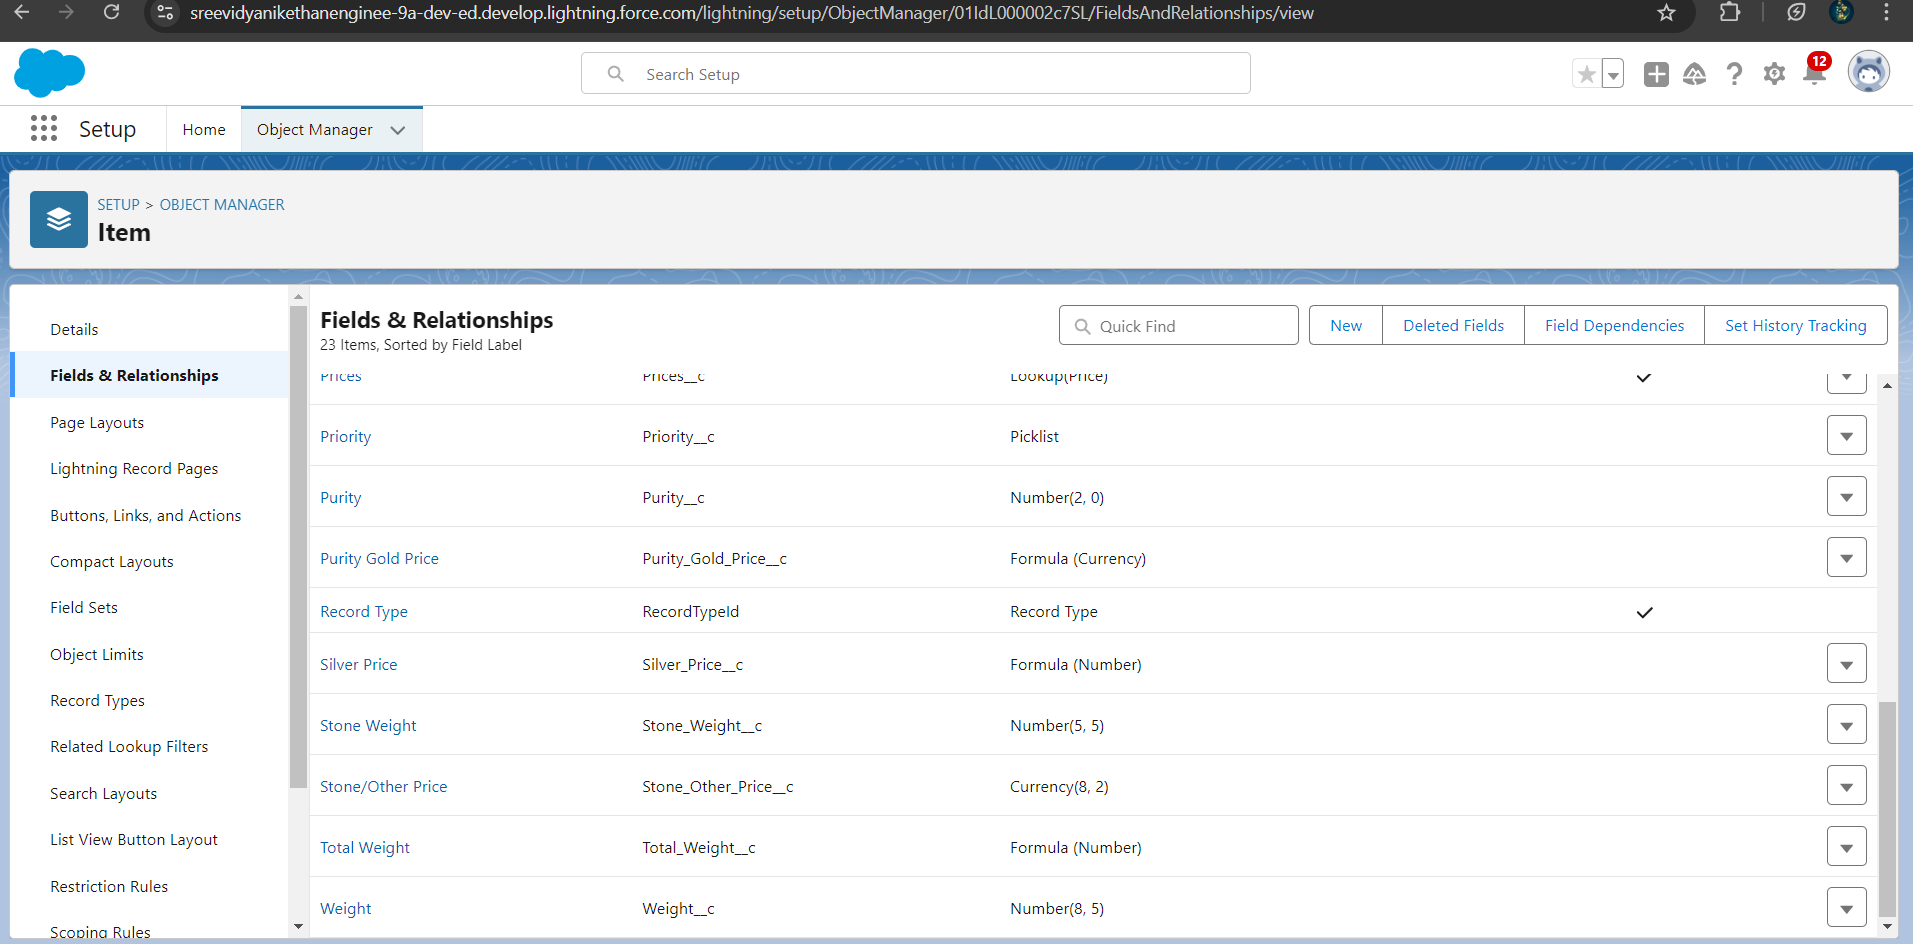 sreevidyanikethanenginee-9a-dev-ed.develop.lightning.force.com/lightning/setup/ObjectManager/01IdL000002c7SL/FieldsAndRelationships/view
Search Setup
12
Setup
Home
Object Manager
SETUP > OBJECT MANAGER
Item
Details
Fields & Relationships
Page Layouts
Lightning Record Pages
Buttons, Links, and Actions
Compact Layouts
Field Sets
Object Limits
Record Types
Related Lookup Filters
Search Layouts
List View Button Layout
Restriction Rules
Scoping Rules
Fields & Relationships
23 Items, Sorted by Field Label
Quick Find
New
Deleted Fields
Field Dependencies
Set History Tracking
Prices Prices__c Lookup(Price)
Priority Priority__c Picklist
Purity Purity__c Number(2, 0)
Purity Gold Price Purity_Gold_Price__c Formula (Currency)
Record Type RecordTypeId Record Type
Silver Price Silver_Price__c Formula (Number)
Stone Weight Stone_Weight__c Number(5, 5)
Stone/Other Price Stone_Other_Price__c Currency(8, 2)
Total Weight Total_Weight__c Formula (Number)
Weight Weight__c Number(8, 5)